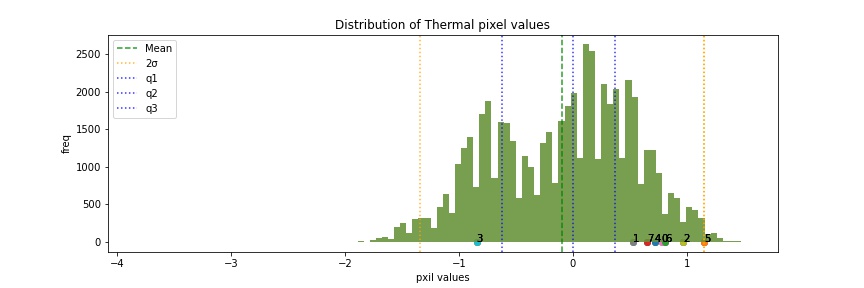 Distribution of Thermal pixel values
Mean
2σ
q1
q2
q3
freq
2500
2000
1500
1000
500
0
3
1
7
4
0
6
2
5
−4
−3
−2
−1
0
1
pxil values